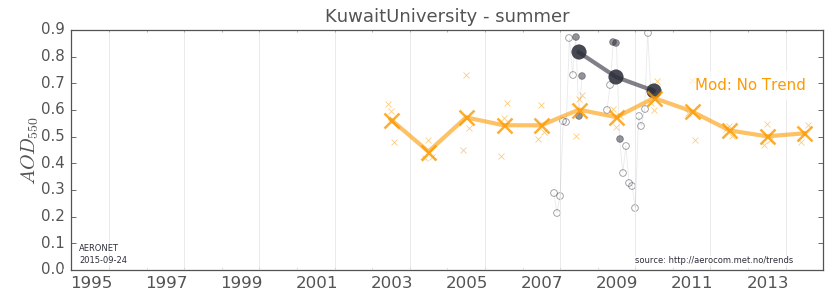 KuwaitUniversity - summer
0.9
0.8
0.7
0.6
0.5
0.4
0.3
0.2
0.1
0.0
AOD550
Mod: No Trend
AERONET
2015-09-24
source: http://aerocom.met.no/trends
1995 1997 1999 2001 2003 2005 2007 2009 2011 2013